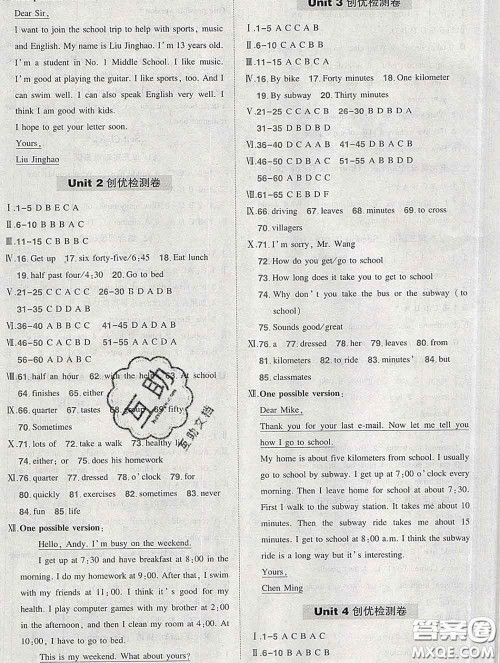 Dear Sir,
I want to join the school trip to help with sports, music
and English. My name is Liu Jinghao. I'm 13 years old.
I'm a student in No. 1 Middle School. I like music.
I'm good at playing the guitar. I like sports, too. And I
can swim well. I can also speak English very well. I
think I am good with kids.
I hope to get your letter soon.
Yours,
Liu Jinghao
Unit 2 创优检测卷
Ⅰ.1-5 D B E C A
Ⅱ.6-10 B B B A C
Ⅲ.11-15 C B B B C
Ⅳ.16. Get up 17. six forty-five/6:45 18. Eat lunch
19. half past four/4:30 20. Go to bed
Ⅴ.21-25 C C A C C 26-30 B D A D B
31-35 D D B A D
Ⅵ.36-40 A B B C C 41-45 D A D A B
46-50 B C D B D 51-55 A A C D C
56-60 A D A B C
Ⅶ.61. half an hour 62. with the help 63. At school
64. finishes 65. either
Ⅸ.66. quarter 67. tastes 68. group 69. fifty
70. Sometimes
Ⅹ.71. lots of 72. take a walk 73. healthy life
74. either; or 75. does his homework
Ⅺ.76. quarter 77. dressed 78. o'clock 79. for
80. quickly 81. exercises 82. sometimes 83. never
84. fun 85. life
Ⅻ. One possible version:
Hello, Andy. I'm busy on the weekend.
I get up at 7:30 and have breakfast at 8:00 in the
morning. I do my homework at 9:00. After that, I
write an e-mail to my friends. I think it's good for my
health. I play computer games with my brother at 2:00
in the afternoon. I clean my room at 4:00. At
10:00, I have to go to bed.
This is my weekend. What about yours?
Unit 3 创优检测卷
Ⅰ.1-5 A C C A B
Ⅱ.6-10 C A C B B
Ⅳ.16. By bike 17. Forty minutes 18. One kilometer
19. By subway 20. Thirty minutes
Ⅴ.21-25 C C A C B 26-30 B D B D A
31-35 D B D D B
Ⅵ.36-40 C A C B D 41-45 D B D A C
46-50 C A C A D 51-55 A B B D D
56-60 C A D A B
Ⅶ.61-65 C E B D F
Ⅸ.66. driving 67. leaves 68. minutes 69. to cross
70. villagers
Ⅹ.71. I'm sorry, Mr. Wang
72. How do you get/go to school
73. How long does it take you to get to school
74. Why don't you take the bus or the subway (to
school)
75. Sounds good/great
Ⅺ.76. a 77. dressed 78. leave 79. from 80. by
81. kilometers 82. to ride 83. minutes 84. but
85. classmates
Ⅻ. One possible version:
Dear Mike,
Thank you for your last e-mail. Now let me tell you
how I go to school.
My home is about five kilometers from school. I usually
go to school by subway. I get up at 7:00 o'clock every
morning. Then I leave home for school at about 7:30.
First I walk to the subway station. It takes me about 10
minutes. Then the subway ride takes me about 15
minutes. I get to school at about 8:00. I think the subway
ride is a long way but it's interesting.
Yours,
Chen Ming
Unit 4 创优检测卷
Ⅰ.1-5 A C B A C
Ⅱ.6-10 C A B C B
互助
互助文档
答案圈
MXQE.COM